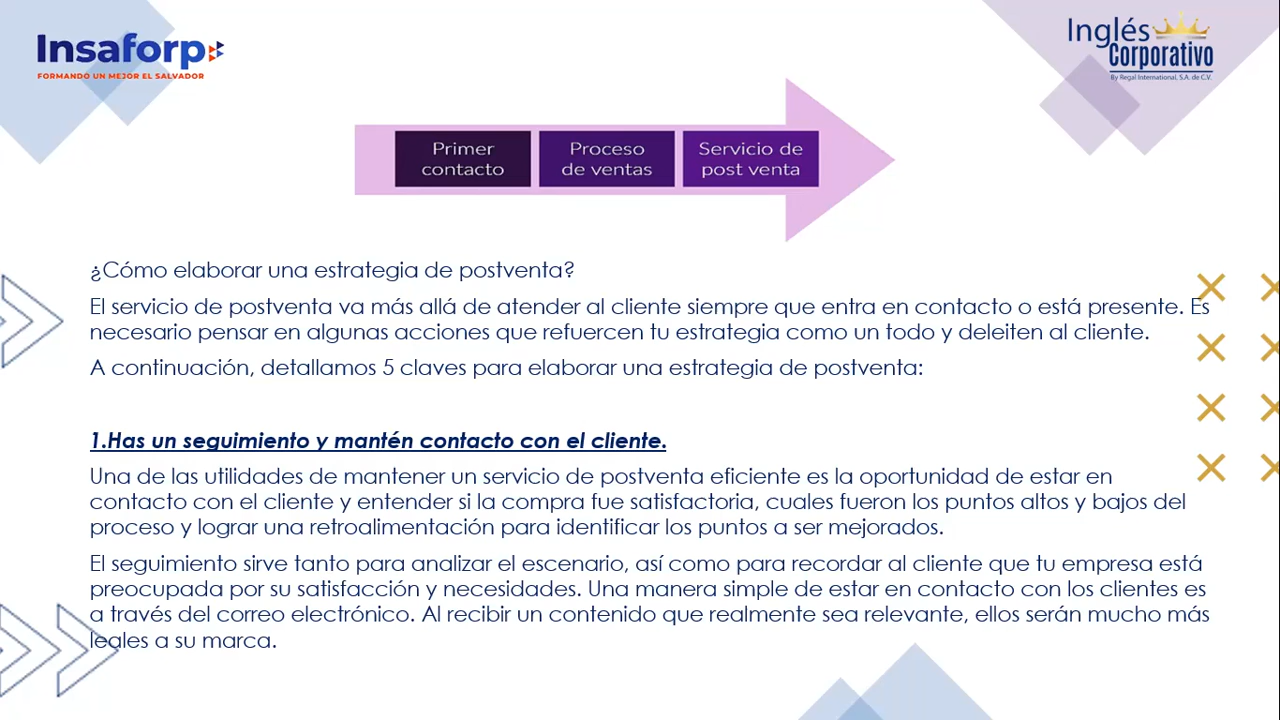 Insaforp
FORMANDO UN MEJOR EL SALVADOR
Inglés
Corporativo
By Regal International, S.A. de C.V.
Primer
contacto
Proceso
de ventas
Servicio de
post venta
¿Cómo elaborar una estrategia de postventa?
El servicio de postventa va más allá de atender al cliente siempre que entra en contacto o está presente. Es
necesario pensar en algunas acciones que refuercen tu estrategia como un todo y deleiten al cliente.
A continuación, detallamos 5 claves para elaborar una estrategia de postventa:
1.Has un seguimiento y mantén contacto con el cliente.
Una de las utilidades de mantener un servicio de postventa eficiente es la oportunidad de estar en
contacto con el cliente y entender si la compra fue satisfactoria, cuales fueron los puntos altos y bajos del
proceso y lograr una retroalimentación para identificar los puntos a ser mejorados.
El seguimiento sirve tanto para analizar el escenario, así como para recordar al cliente que tu empresa está
preocupada por su satisfacción y necesidades. Una manera simple de estar en contacto con los clientes es
a través del correo electrónico. Al recibir un contenido que realmente sea relevante, ellos serán mucho más
leales a su marca.